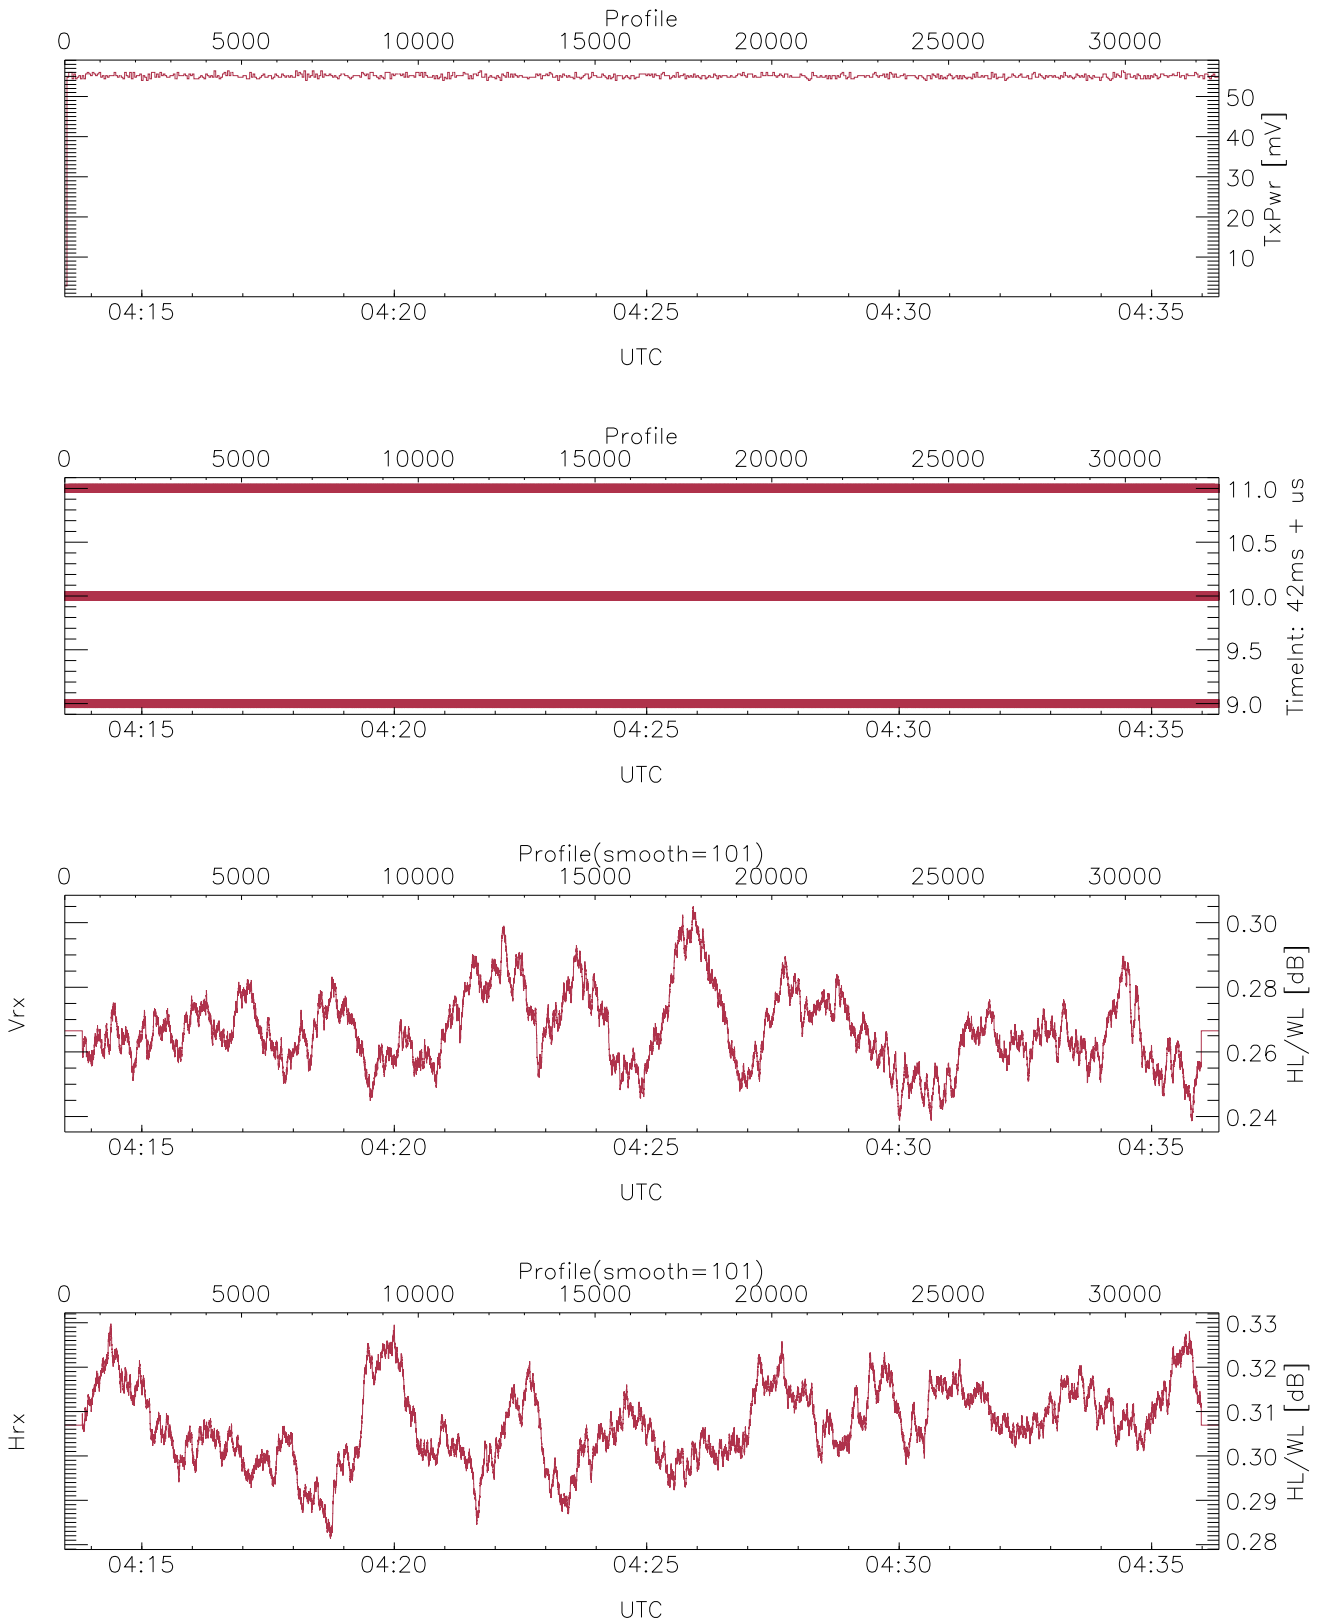 Profile
0 5000 10000 15000 20000 25000 30000
50
40
30
20
10
TxPwr [mV]
04:15 04:20 04:25 04:30 04:35
UTC
Profile
0 5000 10000 15000 20000 25000 30000
11.0
10.5
10.0
9.5
9.0
TimeInt: 42ms + us
04:15 04:20 04:25 04:30 04:35
UTC
Profile(smooth=101)
0 5000 10000 15000 20000 25000 30000
Vrx
0.30
0.28
0.26
0.24
HL/WL [dB]
04:15 04:20 04:25 04:30 04:35
UTC
Profile(smooth=101)
0 5000 10000 15000 20000 25000 30000
Hrx
0.33
0.32
0.31
0.30
0.29
0.28
HL/WL [dB]
04:15 04:20 04:25 04:30 04:35
UTC